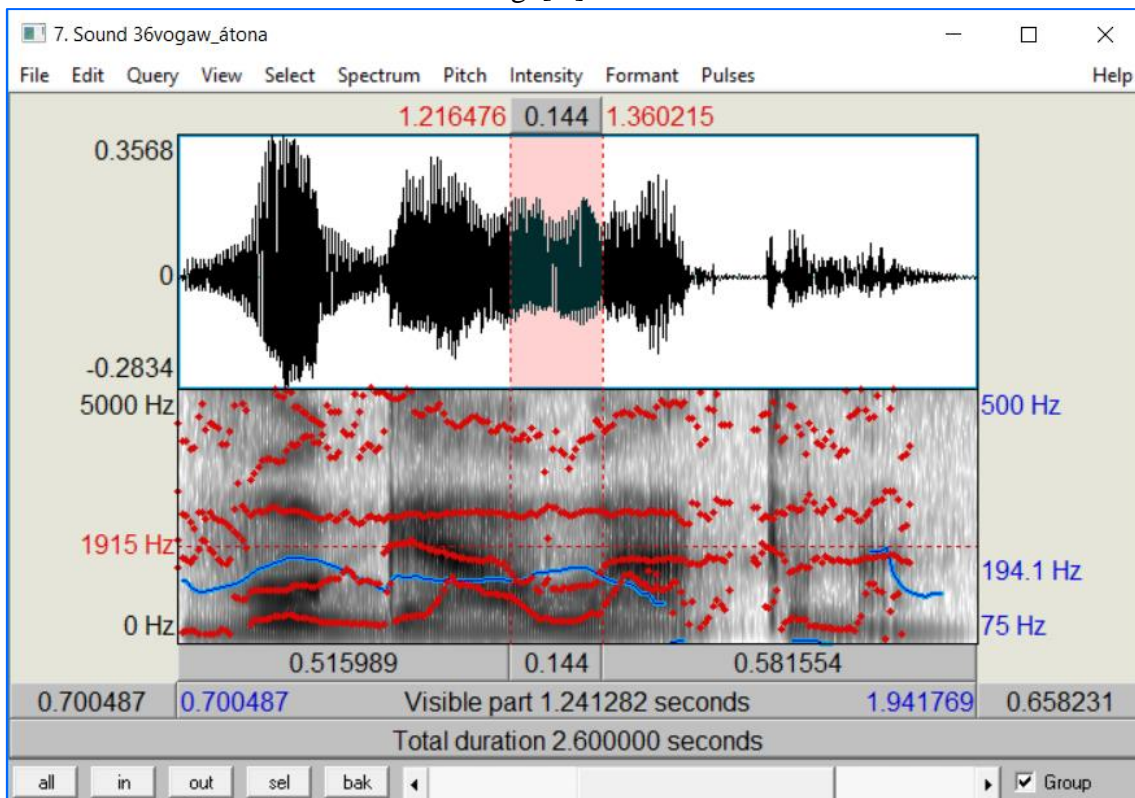 7. Sound 36vogaw_átona
File Edit Query View Select Spectrum Pitch Intensity Formant Pulses Help
1.216476 0.144 1.360215
0.3568
0
-0.2834
5000 Hz 500 Hz
1915 Hz
194.1 Hz
0 Hz 75 Hz
0.515989 0.144 0.581554
0.700487 0.700487 Visible part 1.241282 seconds 1.941769 0.658231
Total duration 2.600000 seconds
all in out sel bak Group